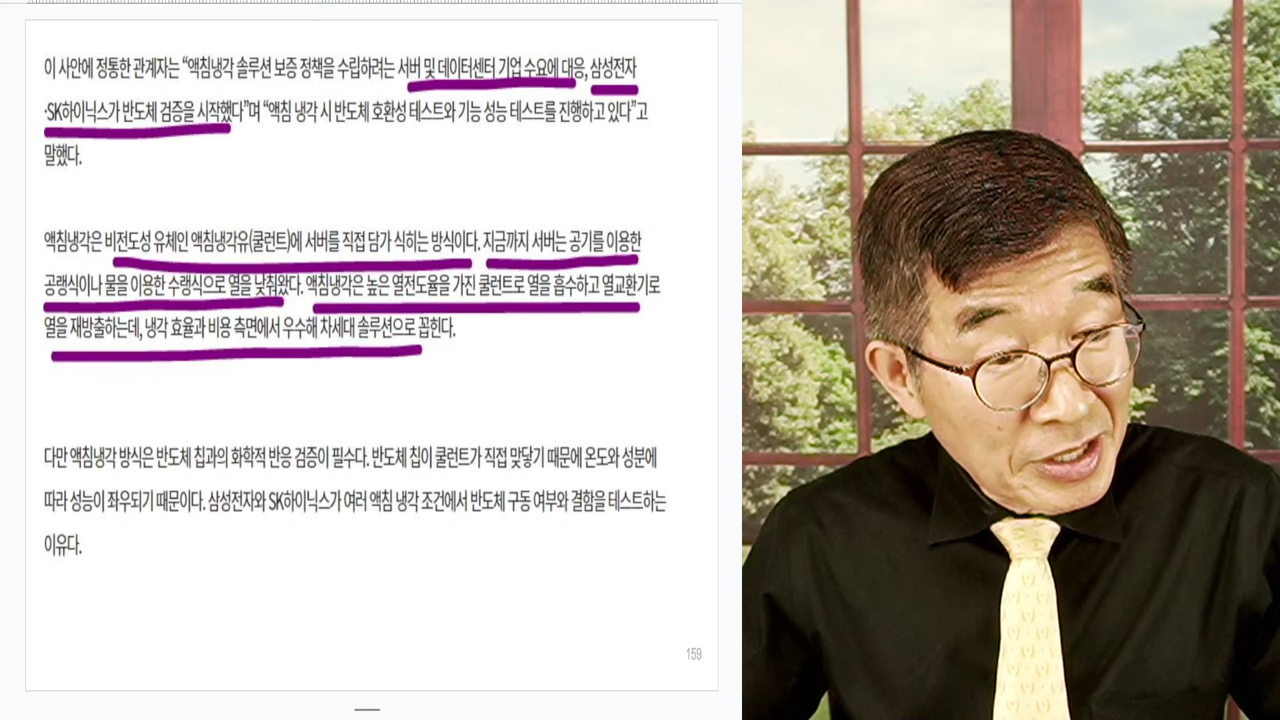 이 사안에 정통한 관계자는 “액침냉각 솔루션 보증 정책을 수립하려는 서버 및 데이터센터 기업 수요에 대응, 삼성전자
·SK하이닉스가 반도체 검증을 시작했다”며 “액침 냉각 시 반도체 호환성 테스트와 기능 성능 테스트를 진행하고 있다”고
말했다.
액침냉각은 비전도성 유체인 액침냉각유(쿨런트)에 서버를 직접 담가 식히는 방식이다. 지금까지 서버는 공기를 이용한
공랭식이나 물을 이용한 수랭식으로 열을 낮춰왔다. 액침냉각은 높은 열전도율을 가진 쿨런트로 열을 흡수하고 열교환기로
열을 재방출하는데, 냉각 효율과 비용 측면에서 우수해 차세대 솔루션으로 꼽힌다.
다만 액침냉각 방식은 반도체 칩과의 화학적 반응 검증이 필수다. 반도체 칩이 쿨런트가 직접 맞닿기 때문에 온도와 성분에
따라 성능이 좌우되기 때문이다. 삼성전자와 SK하이닉스가 여러 액침 냉각 조건에서 반도체 구동 여부와 결함을 테스트하는
이유다.
159